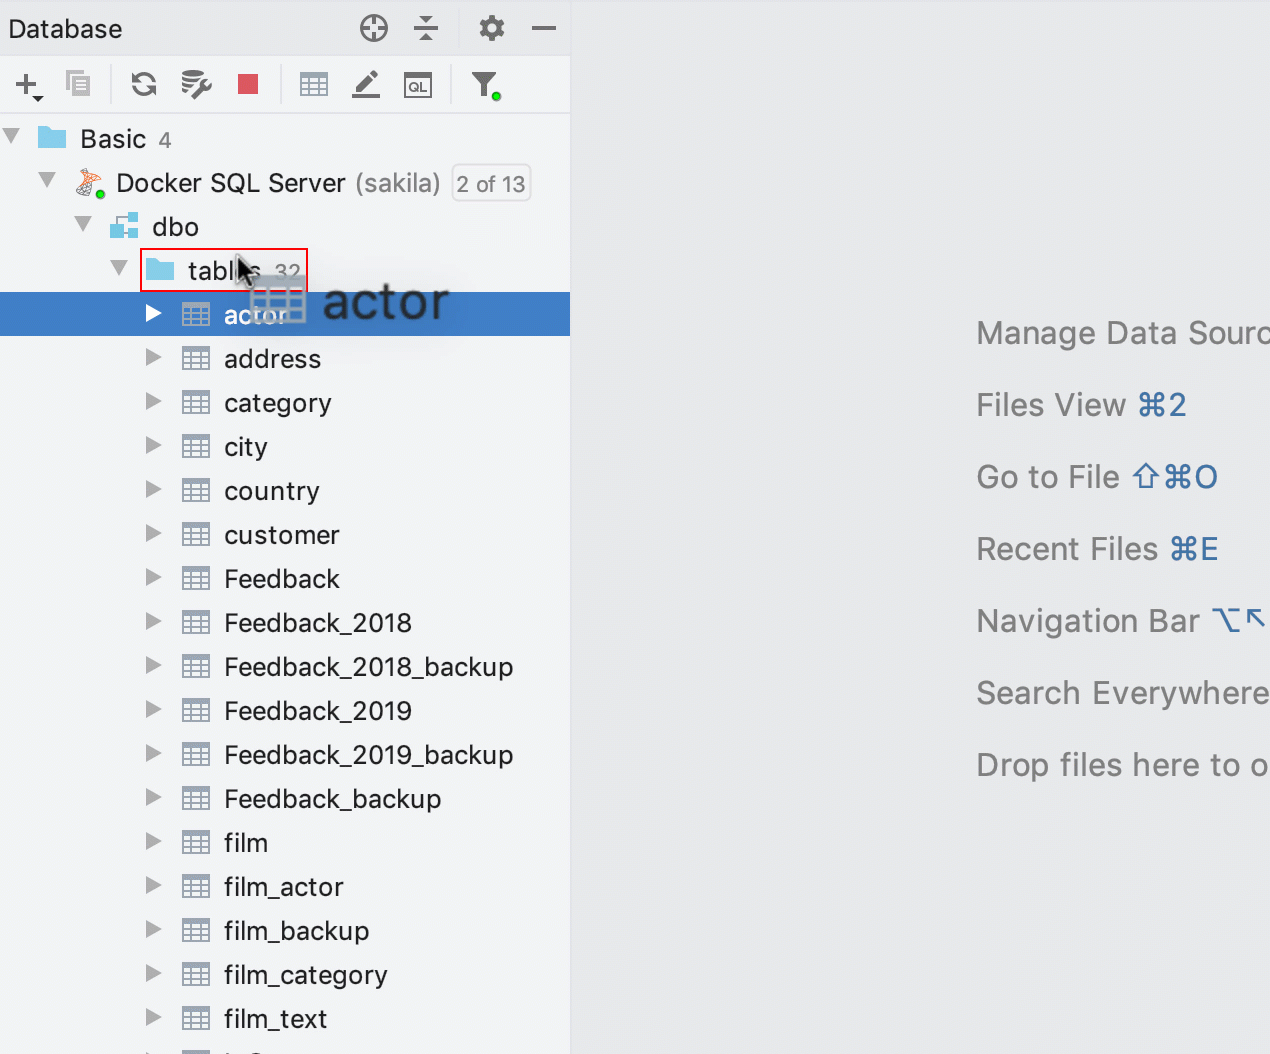 Database
QL
Basic 4
Docker SQL Server (sakila) 2 of 13
dbo
tables 32
actor
actor
address
category
city
country
customer
Feedback
Feedback_2018
Feedback_2018_backup
Feedback_2019
Feedback_2019_backup
Feedback_backup
film
film_actor
film_backup
film_category
film_text
Manage Data Sourc
Files View ⌘2
Go to File ⇧⌘O
Recent Files ⌘E
Navigation Bar ⌥↖
Search Everywhere
Drop files here to o